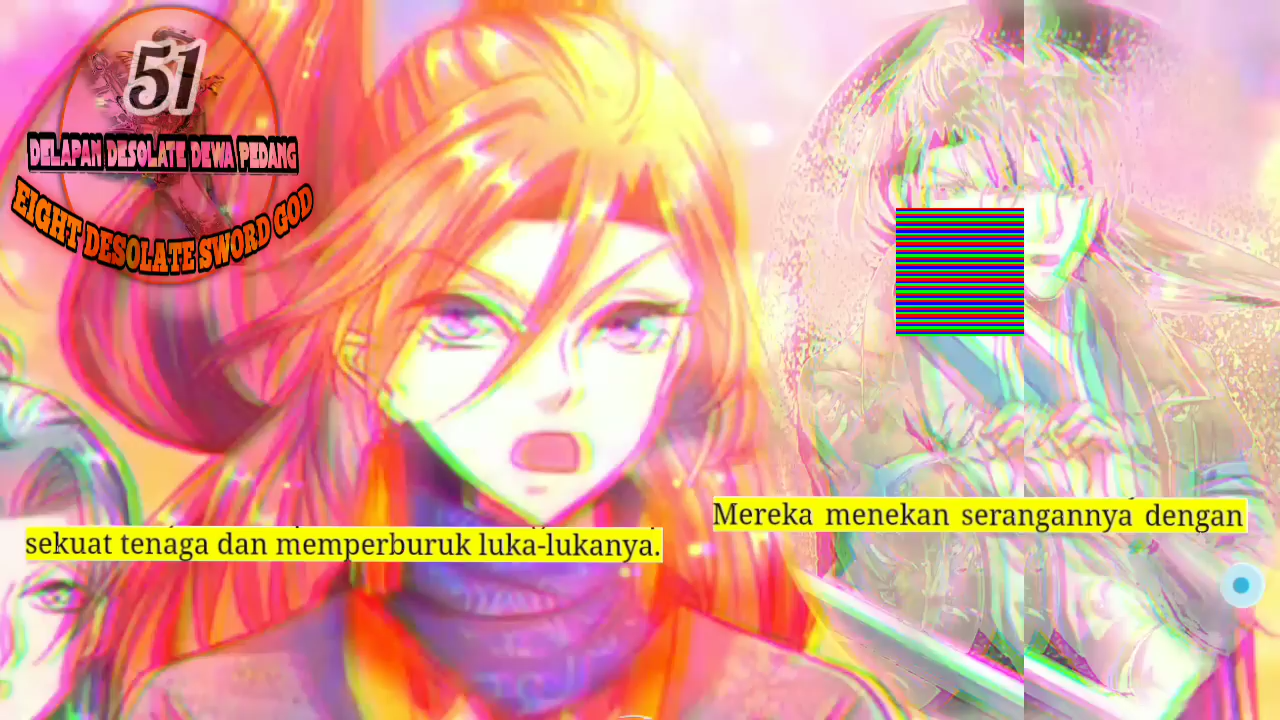 51
DELAPAN DESOLATE DEWA PEDANG
EIGHT DESOLATE SWORD GOD
Mereka menekan serangannya dengan
sekuat tenaga dan memperburuk luka-lukanya.